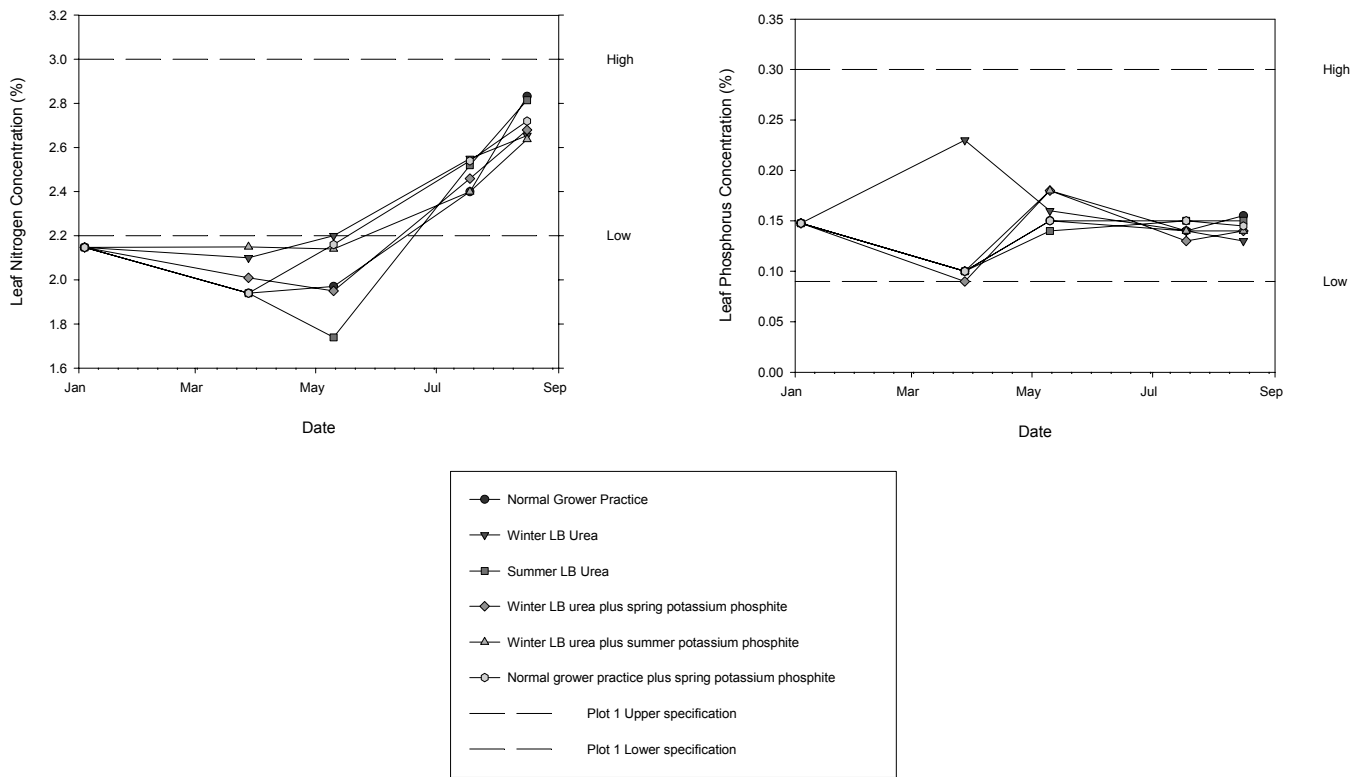 Leaf Nitrogen Concentration (%)
3.2
3.0
2.8
2.6
2.4
2.2
2.0
1.8
1.6
High
Low
Jan
Mar
May
Jul
Sep
Date
Leaf Phosphorus Concentration (%)
0.35
0.30
0.25
0.20
0.15
0.10
0.05
0.00
High
Low
Jan
Mar
May
Jul
Sep
Date
Normal Grower Practice
Winter LB Urea
Summer LB Urea
Winter LB urea plus spring potassium phosphite
Winter LB urea plus summer potassium phosphite
Normal grower practice plus spring potassium phosphite
Plot 1 Upper specification
Plot 1 Lower specification